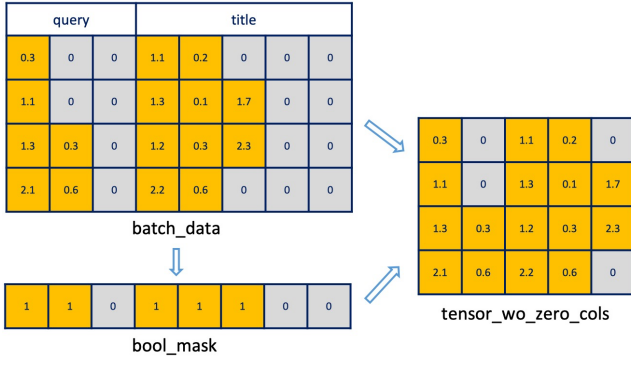 query title
0.3 0 0 1.1 0.2 0 0 0
1.1 0 0 1.3 0.1 1.7 0 0
1.3 0.3 0 1.2 0.3 2.3 0 0
2.1 0.6 0 2.2 0.6 0 0 0
batch_data
1 1 0 1 1 1 0 0
bool_mask
0.3 0 1.1 0.2 0
1.1 0 1.3 0.1 1.7
1.3 0.3 1.2 0.3 2.3
2.1 0.6 2.2 0.6 0
tensor_wo_zero_cols